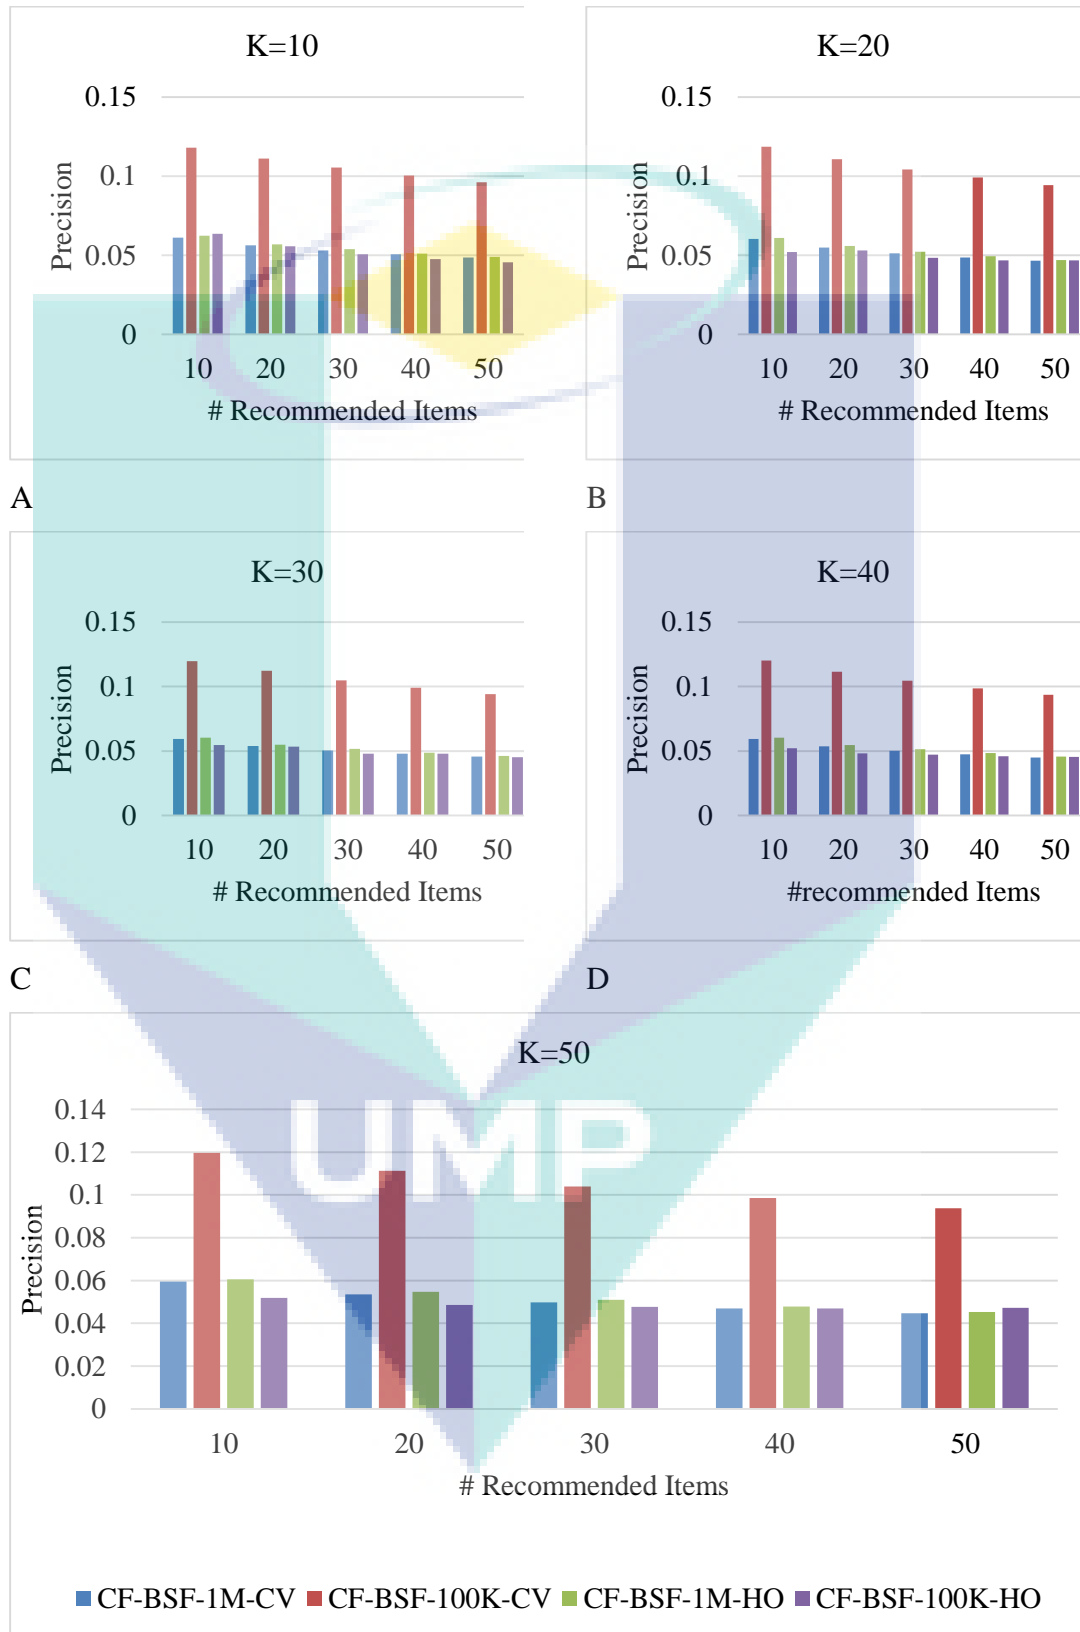 K=10
0.15
0.1
0.05
0
Precision
10 20 30 40 50
# Recommended Items
A
K=20
0.15
0.1
0.05
0
Precision
10 20 30 40 50
# Recommended Items
B
K=30
0.15
0.1
0.05
0
Precision
10 20 30 40 50
# Recommended Items
C
K=40
0.15
0.1
0.05
0
Precision
10 20 30 40 50
#recommended Items
D
K=50
0.14
0.12
0.1
0.08
0.06
0.04
0.02
0
Precision
10 20 30 40 50
# Recommended Items
UMP
CF-BSF-1M-CV CF-BSF-100K-CV CF-BSF-1M-HO CF-BSF-100K-HO